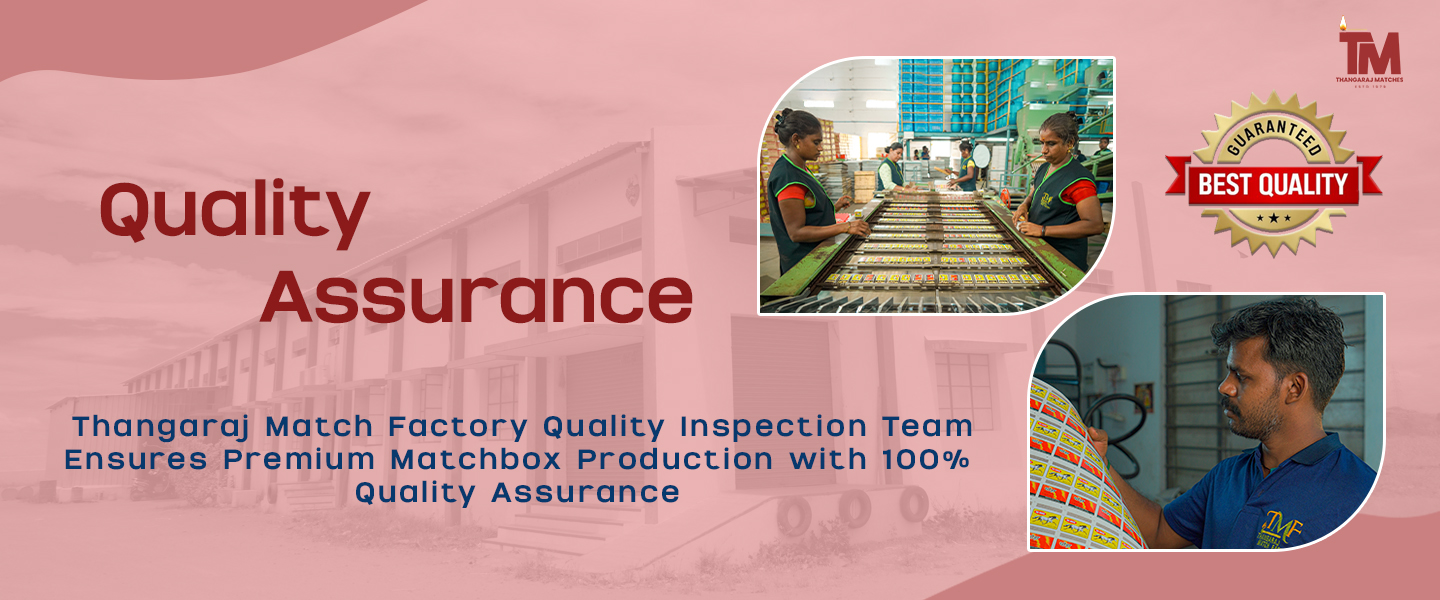 Quality
Assurance
Thangaraj Match Factory Quality Inspection Team
Ensures Premium Matchbox Production with 100%
Quality Assurance
TM
THANGARAJ MATCHES
GUARANTEED
BEST QUALITY
TMF
THANGARAJ